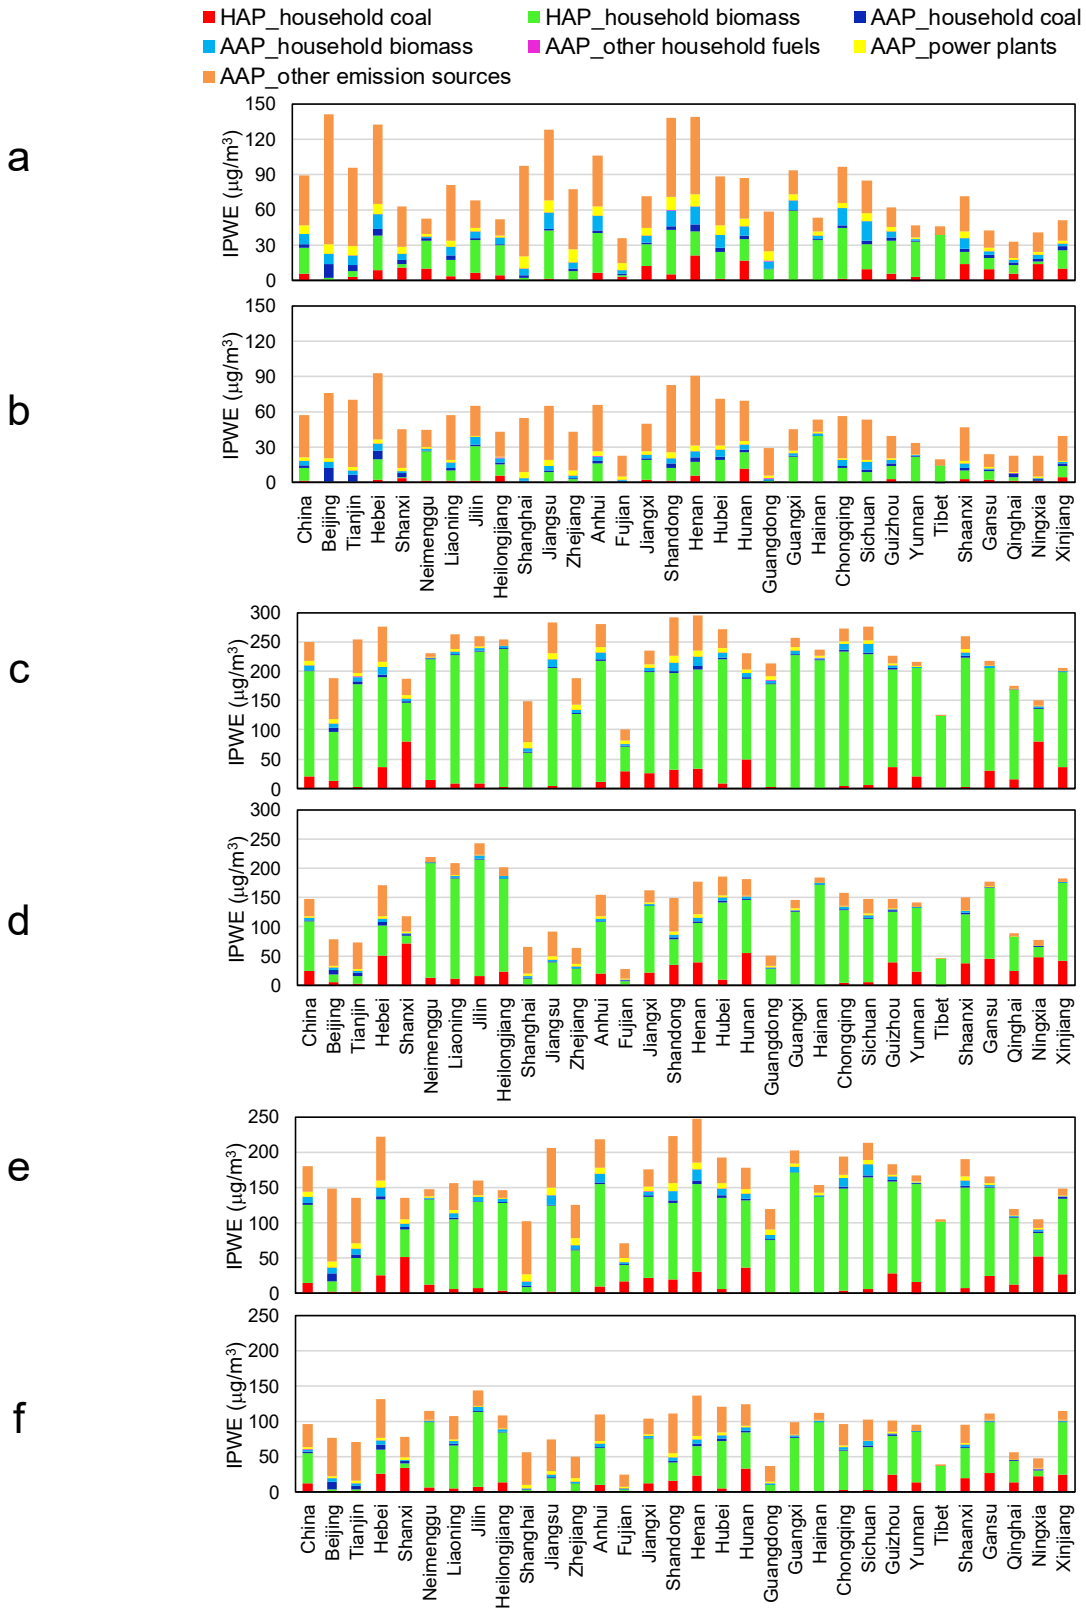 HAP_household coal HAP_household biomass AAP_household coal
AAP_household biomass AAP_other household fuels AAP_power plants
AAP_other emission sources
a
IPWE (μg/m³)
150
120
90
60
30
0
b
IPWE (μg/m³)
150
120
90
60
30
0
China Beijing Tianjin Hebei Shanxi Neimenggu Liaoning Jilin Heilongjiang Shanghai Jiangsu Zhejiang Anhui Fujian Jiangxi Shandong Henan Hubei Hunan Guangdong Guangxi Hainan Chongqing Sichuan Guizhou Yunnan Tibet Shaanxi Gansu Qinghai Ningxia Xinjiang
c
IPWE (μg/m³)
300
250
200
150
100
50
0
d
IPWE (μg/m³)
300
250
200
150
100
50
0
China Beijing Tianjin Hebei Shanxi Neimenggu Liaoning Jilin Heilongjiang Shanghai Jiangsu Zhejiang Anhui Fujian Jiangxi Shandong Henan Hubei Hunan Guangdong Guangxi Hainan Chongqing Sichuan Guizhou Yunnan Tibet Shaanxi Gansu Qinghai Ningxia Xinjiang
e
IPWE (μg/m³)
250
200
150
100
50
0
f
IPWE (μg/m³)
250
200
150
100
50
0
China Beijing Tianjin Hebei Shanxi Neimenggu Liaoning Jilin Heilongjiang Shanghai Jiangsu Zhejiang Anhui Fujian Jiangxi Shandong Henan Hubei Hunan Guangdong Guangxi Hainan Chongqing Sichuan Guizhou Yunnan Tibet Shaanxi Gansu Qinghai Ningxia Xinjiang